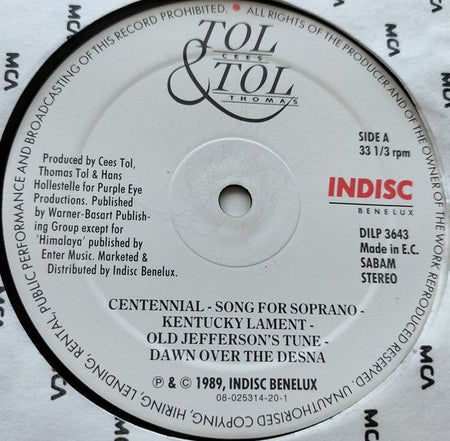 ALL RIGHTS OF THE PRODUCER AND OF THE OWNER OF THE WORK REPRODUCED
UNAUTHORISED COPYING, HIRING, LENDING, RENTAL, PUBLIC PERFORMANCE AND BROADCASTING OF THIS RECORD PROHIBITED.
TOL
CEES
& TOL
THOMAS
SIDE A
33 1/3 rpm
Produced by Cees Tol,
Thomas Tol & Hans
Hollestelle for Purple Eye
Productions. Published
by Warner-Basart Publish-
ing Group except for
'Himalaya' published by
Enter Music. Marketed &
Distributed by Indisc Benelux.
INDISC
BENELUX
DILP 3643
Made in E.C.
SABAM
STEREO
CENTENNIAL - SONG FOR SOPRANO -
KENTUCKY LAMENT -
OLD JEFFERSON'S TUNE -
DAWN OVER THE DESNA
℗ & © 1989, INDISC BENELUX
08-025314-20-1
MCA
MCA
MCA
MCA
MCA
MCA